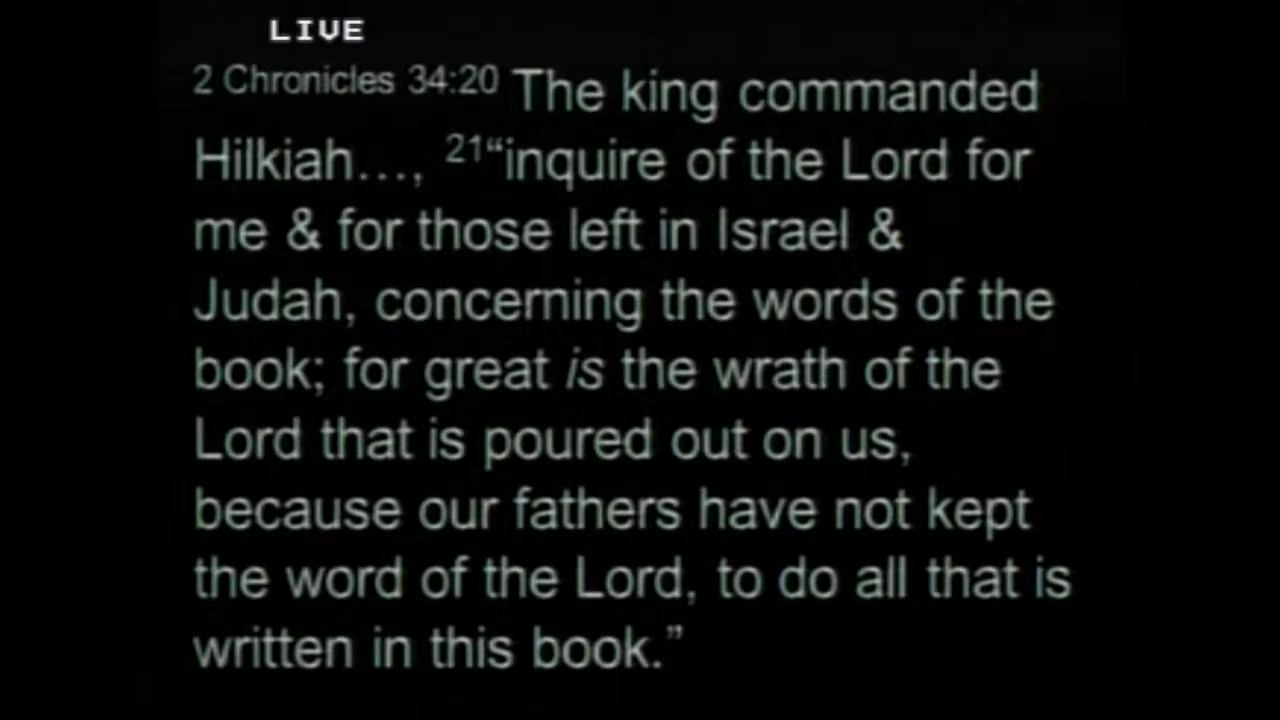 LIVE
2 Chronicles 34:20 The king commanded
Hilkiah..., 21“inquire of the Lord for
me & for those left in Israel &
Judah, concerning the words of the
book; for great is the wrath of the
Lord that is poured out on us,
because our fathers have not kept
the word of the Lord, to do all that is
written in this book.”